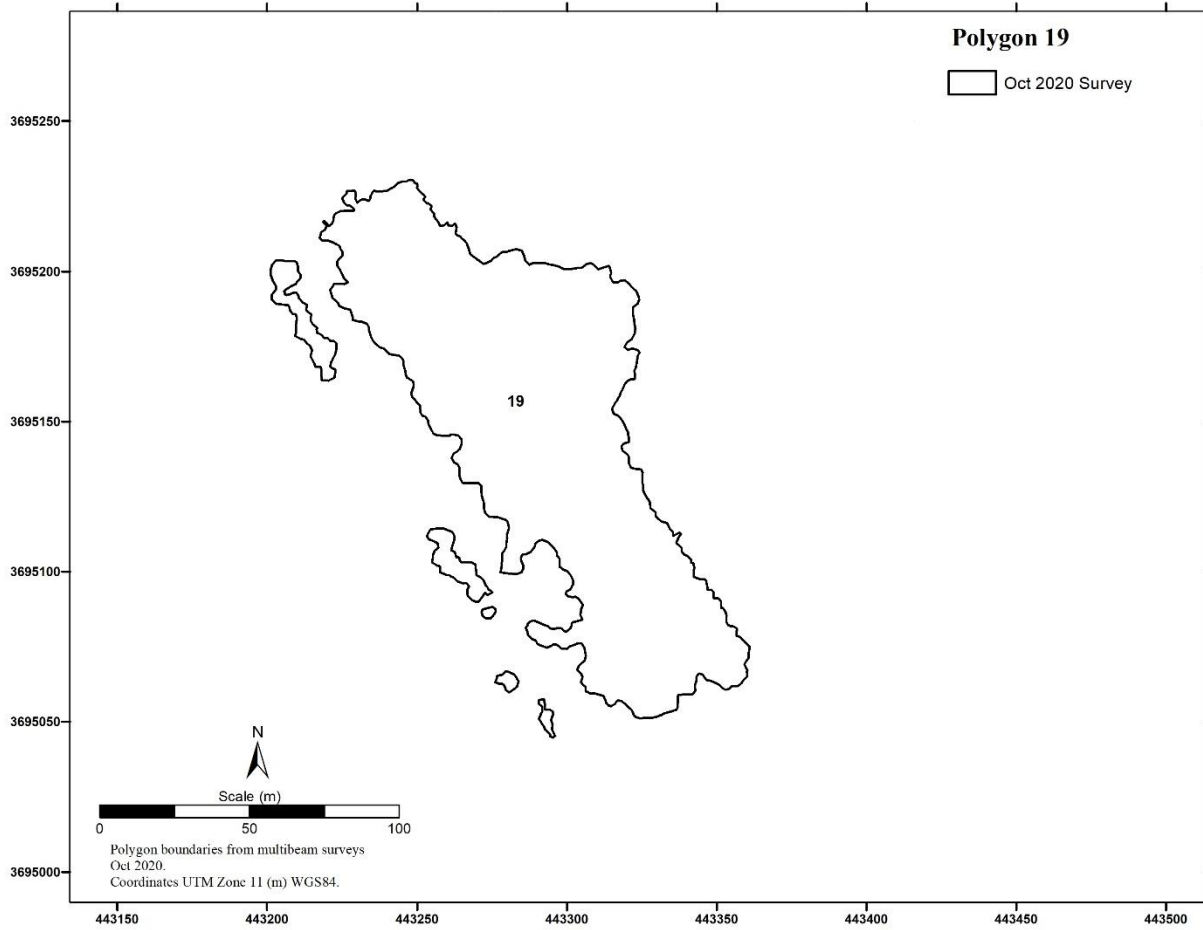 Polygon 19
Oct 2020 Survey
3695250
3695200
3695150
3695100
3695050
3695000
19
N
Scale (m)
0 50 100
Polygon boundaries from multibeam surveys
Oct 2020.
Coordinates UTM Zone 11 (m) WGS84.
443150 443200 443250 443300 443350 443400 443450 443500